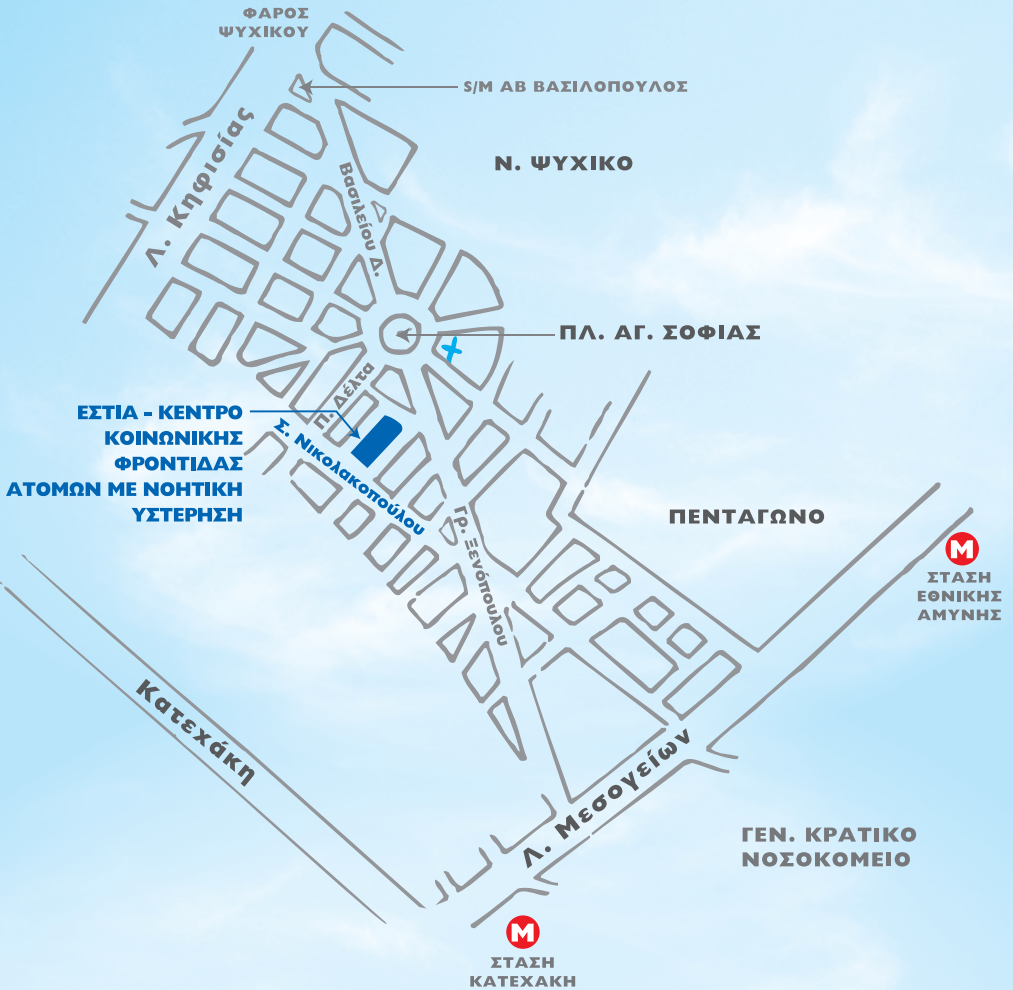 ΦΑΡΟΣ
ΨΥΧΙΚΟΥ
S/M ΑΒ ΒΑΣΙΛΟΠΟΥΛΟΣ
Λ. Κηφισίας
Ν. ΨΥΧΙΚΟ
Βασιλείου Δ.
ΠΛ. ΑΓ. ΣΟΦΙΑΣ
Π. Δέλτα
ΕΣΤΙΑ - ΚΕΝΤΡΟ
ΚΟΙΝΩΝΙΚΗΣ
ΦΡΟΝΤΙΔΑΣ
ΑΤΟΜΩΝ ΜΕ ΝΟΗΤΙΚΗ
ΥΣΤΕΡΗΣΗ
Σ. Νικολακοπούλου
Γρ. Ξενόπουλου
ΠΕΝΤΑΓΩΝΟ
Μ
ΣΤΑΣΗ
ΕΘΝΙΚΗΣ
ΑΜΥΝΗΣ
Κατεχάκη
Λ. Μεσογείων
ΓΕΝ. ΚΡΑΤΙΚΟ
ΝΟΣΟΚΟΜΕΙΟ
Μ
ΣΤΑΣΗ
ΚΑΤΕΧΑΚΗ